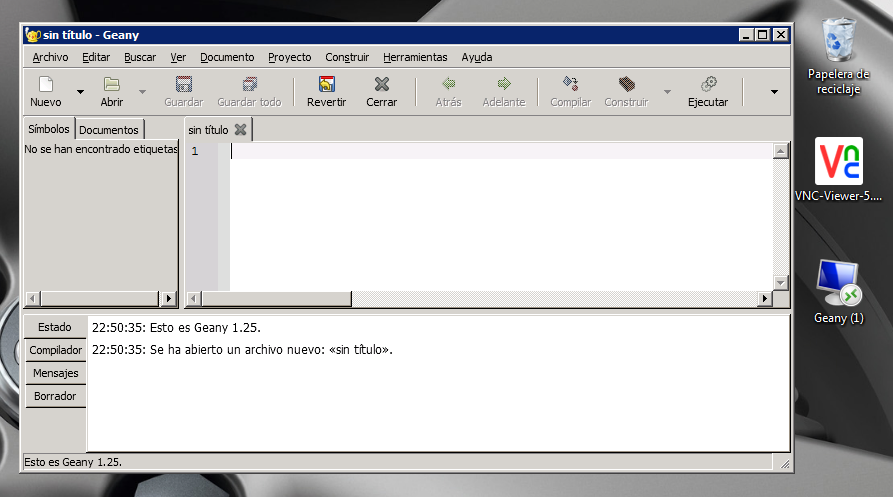 sin título - Geany
Archivo Editar Buscar Ver Documento Proyecto Construir Herramientas Ayuda
Nuevo Abrir Guardar Guardar todo Revertir Cerrar Atrás Adelante Compilar Construir Ejecutar
Símbolos Documentos sin título
No se han encontrado etiquetas
1
Estado
Compilador
Mensajes
Borrador
22:50:35: Esto es Geany 1.25.
22:50:35: Se ha abierto un archivo nuevo: «sin título».
Esto es Geany 1.25.
Papelera de
reciclaje
VNC
VNC-Viewer-5....
Geany (1)